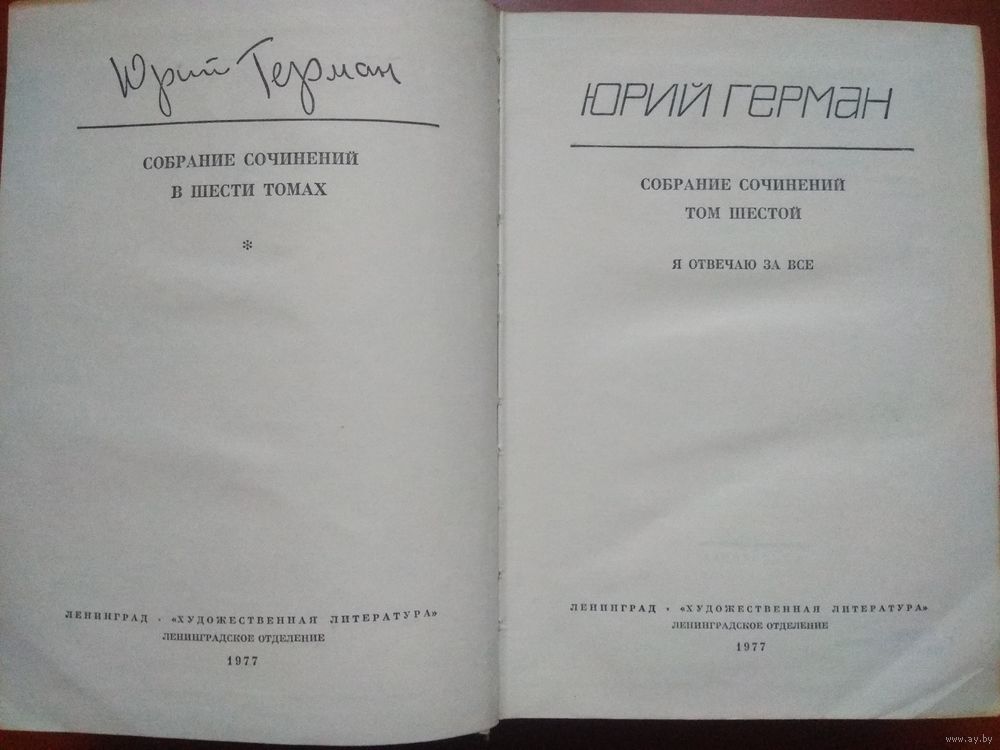 Юрий Герман
СОБРАНИЕ СОЧИНЕНИЙ
В ШЕСТИ ТОМАХ
*
ЛЕНИНГРАД · «ХУДОЖЕСТВЕННАЯ ЛИТЕРАТУРА»
ЛЕНИНГРАДСКОЕ ОТДЕЛЕНИЕ
1977
ЮРИЙ ГЕРМАН
СОБРАНИЕ СОЧИНЕНИЙ
ТОМ ШЕСТОЙ
Я ОТВЕЧАЮ ЗА ВСЕ
ЛЕНИНГРАД · «ХУДОЖЕСТВЕННАЯ ЛИТЕРАТУРА»
ЛЕНИНГРАДСКОЕ ОТДЕЛЕНИЕ
1977
www.ay.by